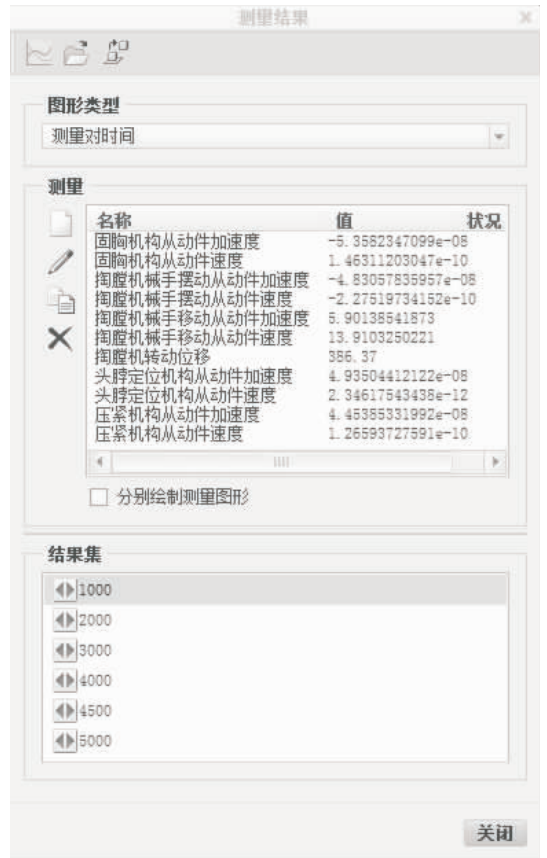 测量结果
图形类型
测量对时间
测量
名称 值 状况
固胸机构从动件加速度 -5.3582347099e-08
固胸机构从动件速度 1.46311203047e-10
掏膛机械手摆动从动件加速度 -4.83057835957e-08
掏膛机械手摆动从动件速度 -2.27519734152e-10
掏膛机械手移动从动件加速度 5.90138541873
掏膛机械手移动从动件速度 13.9103250221
掏膛机转动位移 386.37
头脖定位机构从动件加速度 4.93504412122e-08
头脖定位机构从动件速度 2.34617543438e-12
压紧机构从动件加速度 4.45385331992e-08
压紧机构从动件速度 1.26593727591e-10
分别绘制测量图形
结果集
1000
2000
3000
4000
4500
5000
关闭